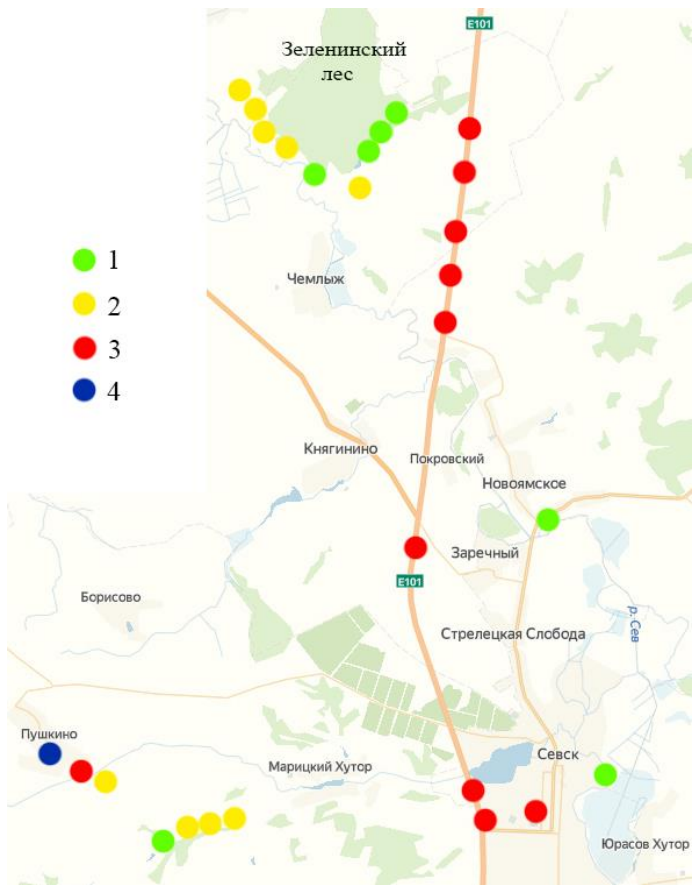 E101
Зеленинский
лес
1
Чемлыж
2
3
4
Княгинино
Покровский
Новоямское
Заречный
E101
Борисово
р. Сев
Стрелецкая Слобода
Пушкино
Севск
Марицкий Хутор
Юрасов Хутор